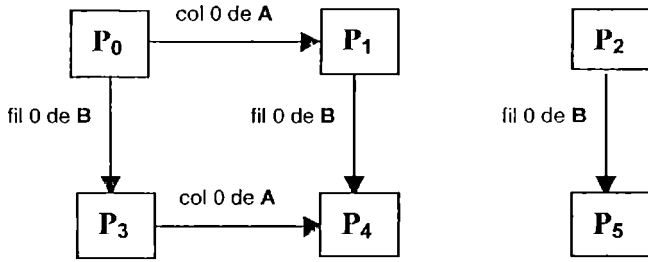 col 0 de A
P0 P1 P2
fil 0 de B fil 0 de B fil 0 de B
col 0 de A
P3 P4 P5